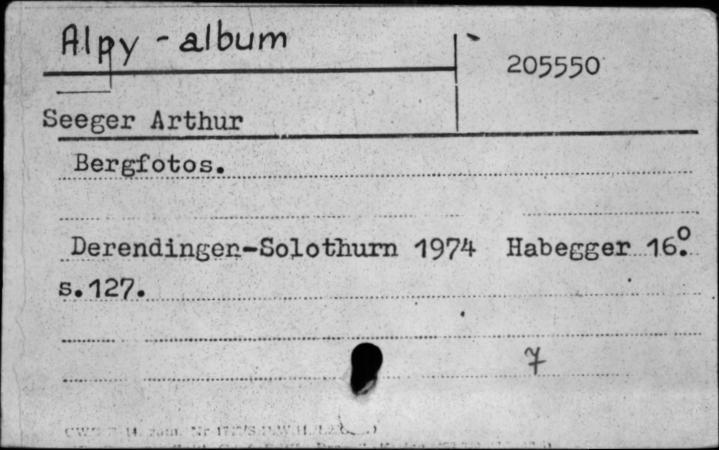 Alpy - album
205550
Seeger Arthur
Bergfotos.
Derendingen-Solothurn 1974 Habegger 16°.
s.127.
7